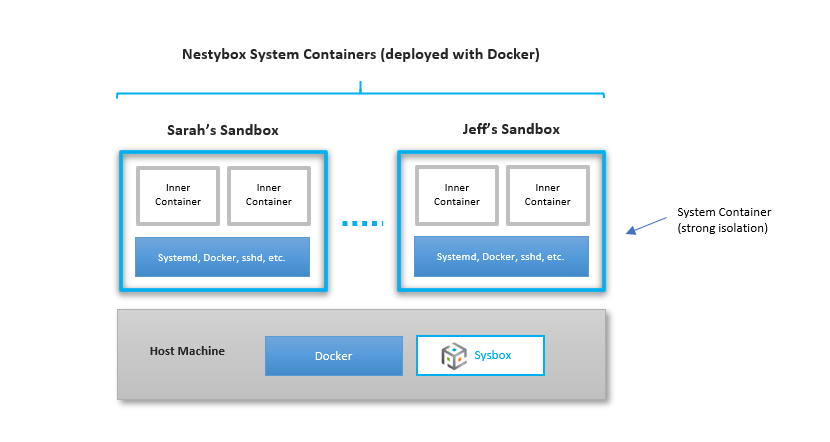 Nestybox System Containers (deployed with Docker)
Sarah's Sandbox
Jeff's Sandbox
Inner
Container
Inner
Container
Inner
Container
Inner
Container
Systemd, Docker, sshd, etc.
Systemd, Docker, sshd, etc.
System Container
(strong isolation)
Host Machine
Docker
Sysbox